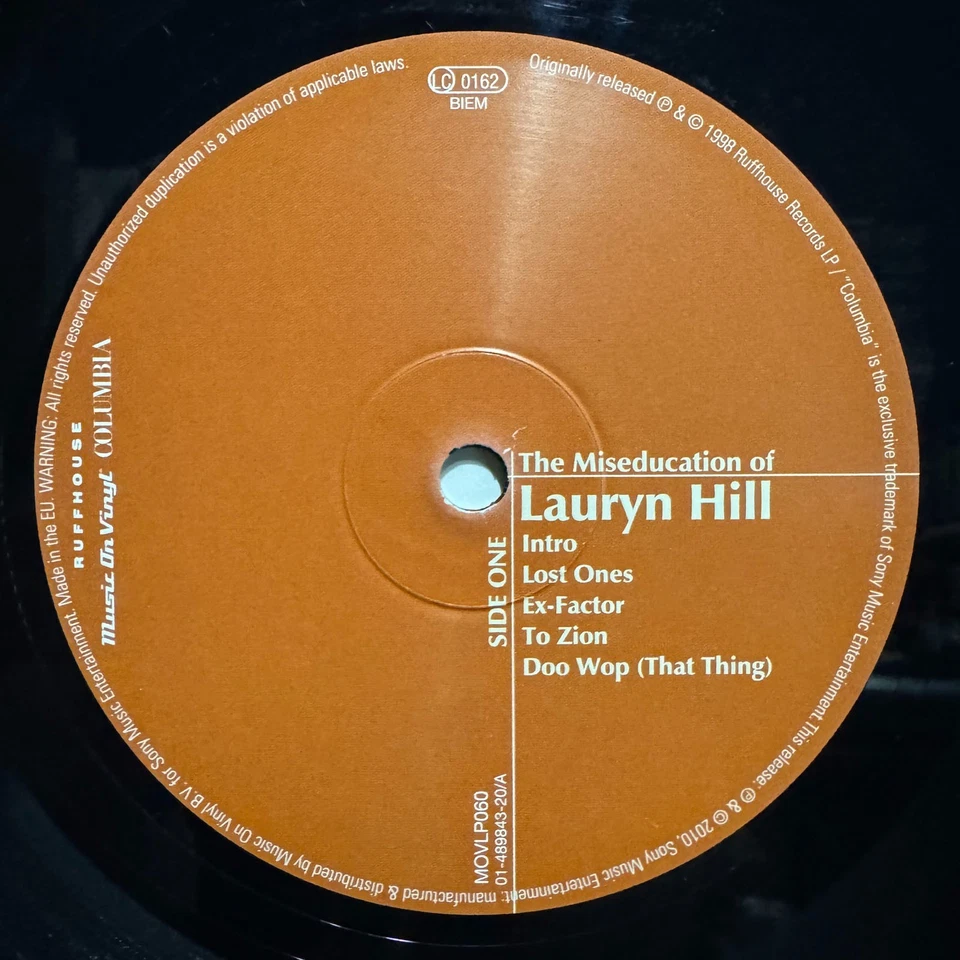 LC 0162
BIEM
Originally released ℗ & © 1998 Ruffhouse Records LP / "Columbia" is the exclusive trademark of Sony Music Entertainment. This release: ℗ & © 2010, Sony Music Entertainment: manufactured & distributed by Music On Vinyl B.V. for Sony Music Entertainment. Made in the EU. WARNING: All rights reserved. Unauthorized duplication is a violation of applicable laws.
RUFFHOUSE
Music On Vinyl COLUMBIA
The Miseducation of
Lauryn Hill
SIDE ONE
Intro
Lost Ones
Ex-Factor
To Zion
Doo Wop (That Thing)
MOVLP060
01-489843-20/A